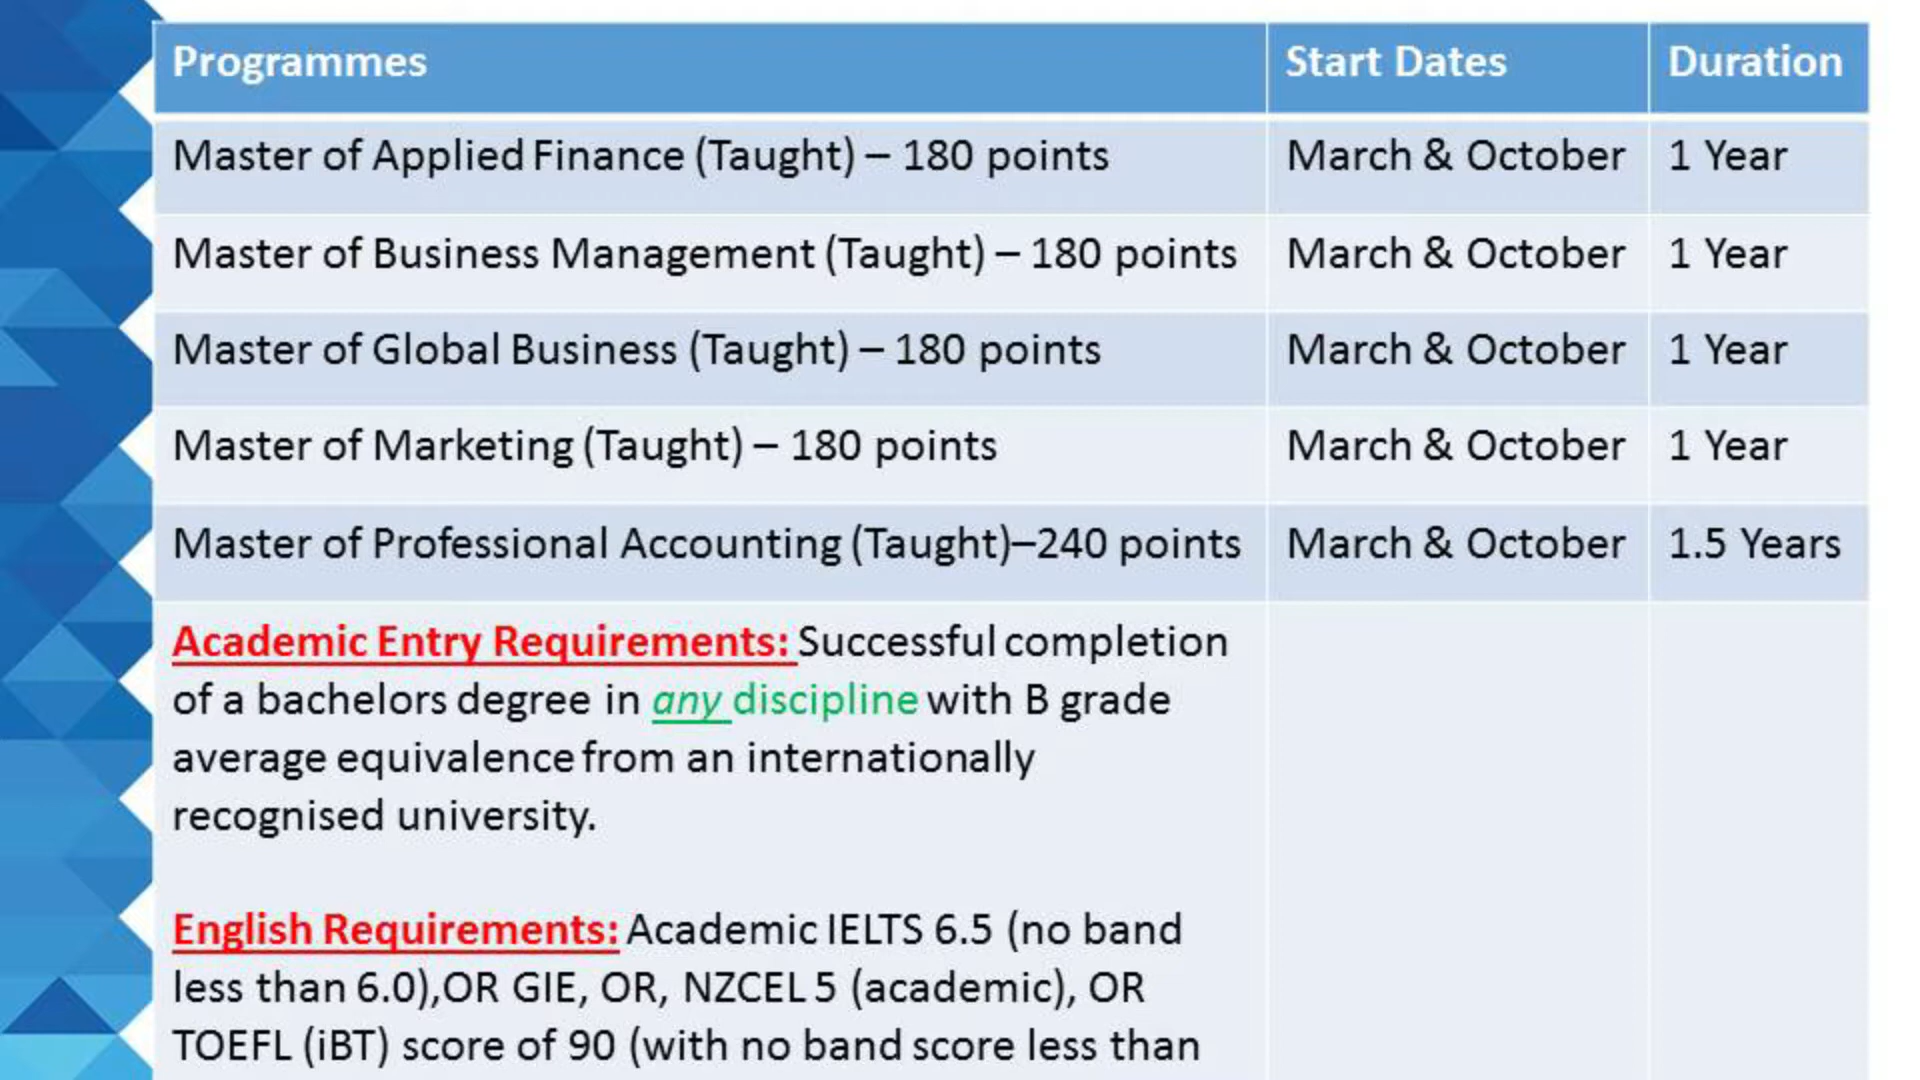 Programmes Start Dates Duration
Master of Applied Finance (Taught) – 180 points March & October 1 Year
Master of Business Management (Taught) – 180 points March & October 1 Year
Master of Global Business (Taught) – 180 points March & October 1 Year
Master of Marketing (Taught) – 180 points March & October 1 Year
Master of Professional Accounting (Taught)–240 points March & October 1.5 Years
Academic Entry Requirements: Successful completion
of a bachelors degree in any discipline with B grade
average equivalence from an internationally
recognised university.
English Requirements: Academic IELTS 6.5 (no band
less than 6.0),OR GIE, OR, NZCEL 5 (academic), OR
TOEFL (iBT) score of 90 (with no band score less than